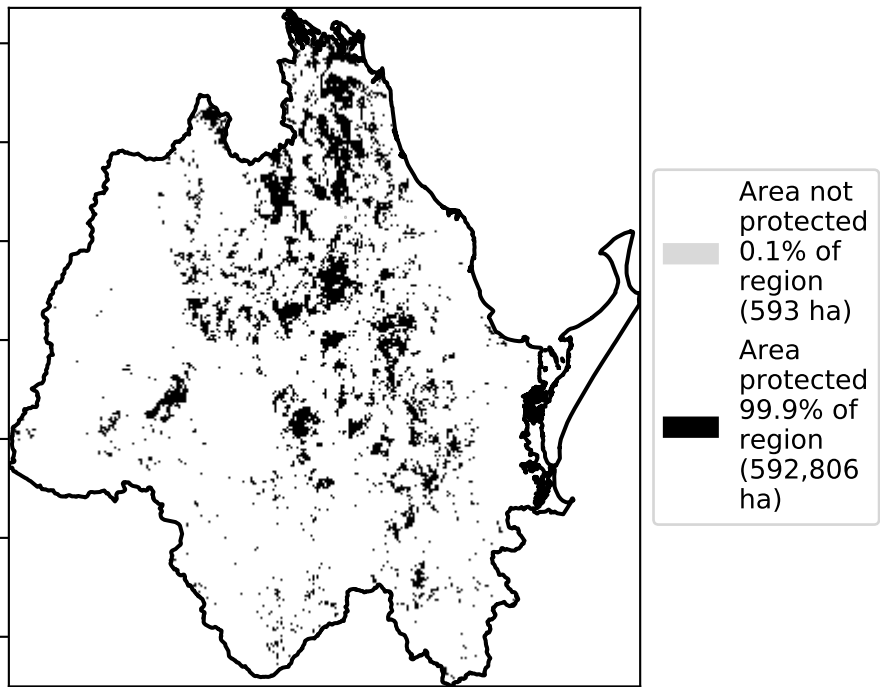 Area not
protected
0.1% of
region
(593 ha)
Area
protected
99.9% of
region
(592,806
ha)